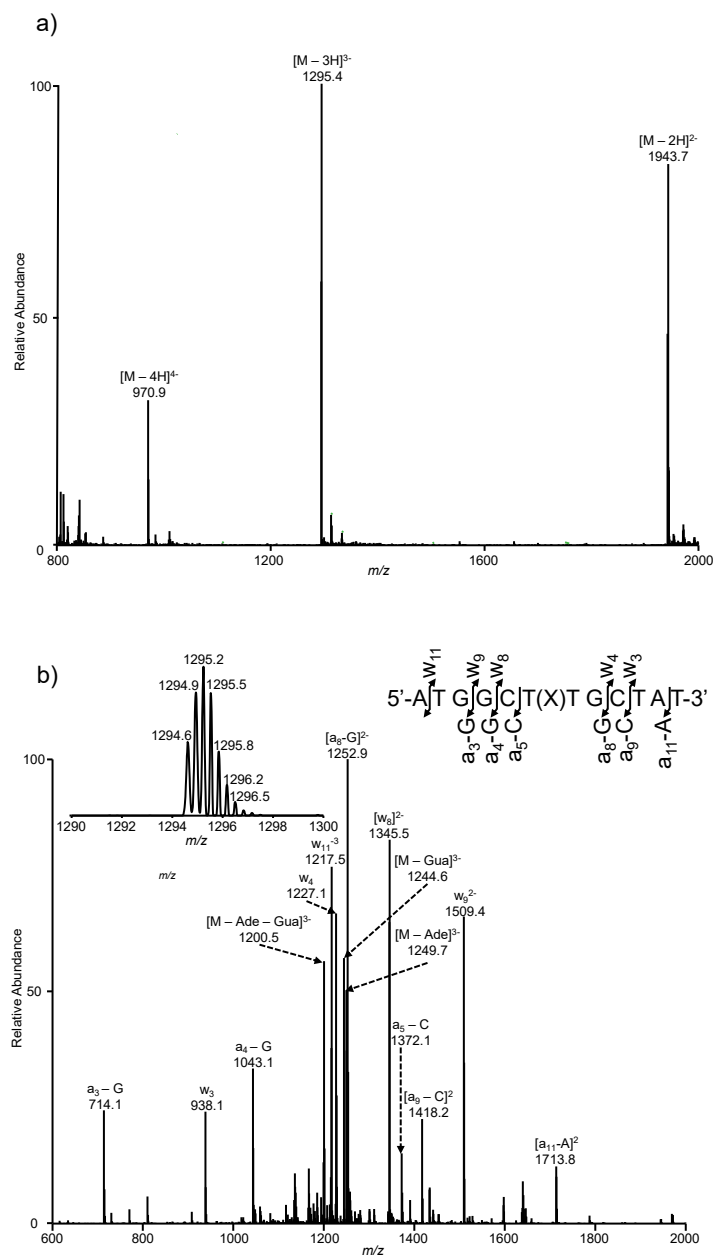 a)
[M – 3H]3-
1295.4
100
[M – 2H]2-
1943.7
Relative Abundance
50
[M – 4H]4-
970.9
0
800
1200
1600
2000
m/z
b)
1295.2
1294.9
1295.5
1294.6
1295.8
1296.2
1296.5
1290
1292
1294
1296
1298
1300
m/z
m/z
w11
w9
w8
w4
w3
5'-AT GGCT(X)T GCTAT-3'
a3-G
a4-G
a5-C
a8-G
a9-C
a11-A
[a8-G]2-
1252.9
100
w11-3
1217.5
[w8]2-
1345.5
w4
1227.1
[M – Gua]3-
1244.6
w92-
1509.4
[M – Ade – Gua]3-
1200.5
[M – Ade]3-
1249.7
Relative Abundance
50
a5 – C
1372.1
a4 – G
1043.1
a3 – G
714.1
w3
938.1
[a9 – C]2
1418.2
[a11-A]2
1713.8
0
600
800
1000
1200
1400
1600
1800
2000
m/z